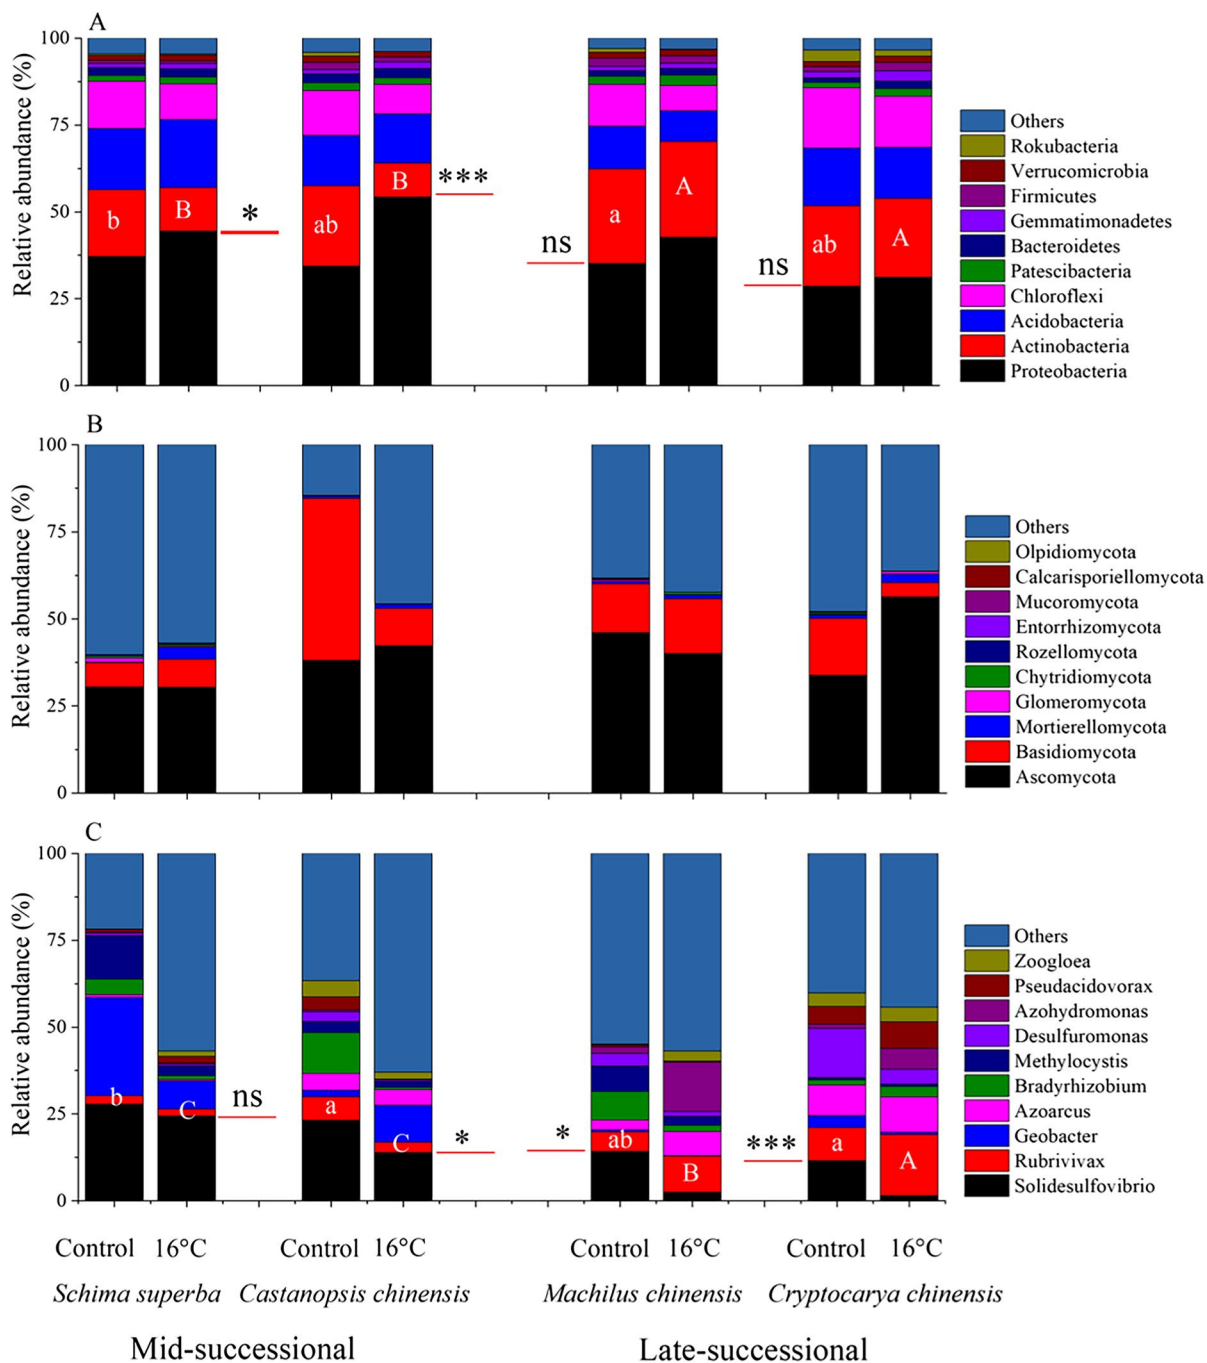 A
Relative abundance (%)
100
75
50
25
0
b
B
*
ab
B
***
ns
a
A
ns
ab
A
Others
Rokubacteria
Verrucomicrobia
Firmicutes
Gemmatimonadetes
Bacteroidetes
Patescibacteria
Chloroflexi
Acidobacteria
Actinobacteria
Proteobacteria
B
Relative abundance (%)
100
75
50
25
0
Others
Olpidiomycota
Calcarisporiellomycota
Mucoromycota
Entorrhizomycota
Rozellomycota
Chytridiomycota
Glomeromycota
Mortierellomycota
Basidiomycota
Ascomycota
C
Relative abundance (%)
100
75
50
25
0
b
C
ns
a
C
*
*
ab
B
***
a
A
Others
Zoogloea
Pseudacidovorax
Azohydromonas
Desulfuromonas
Methylocystis
Bradyrhizobium
Azoarcus
Geobacter
Rubrivivax
Solidesulfovibrio
Control 16°C Control 16°C Control 16°C Control 16°C
Schima superba Castanopsis chinensis Machilus chinensis Cryptocarya chinensis
Mid-successional Late-successional